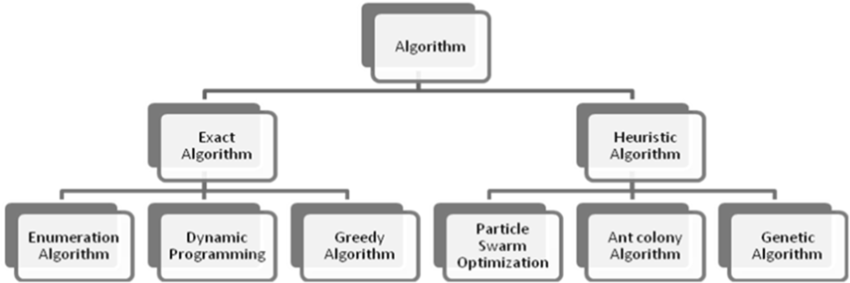 Algorithm
Exact
Algorithm
Heuristic
Algorithm
Enumeration
Algorithm
Dynamic
Programming
Greedy
Algorithm
Particle
Swarm
Optimization
Ant colony
Algorithm
Genetic
Algorithm